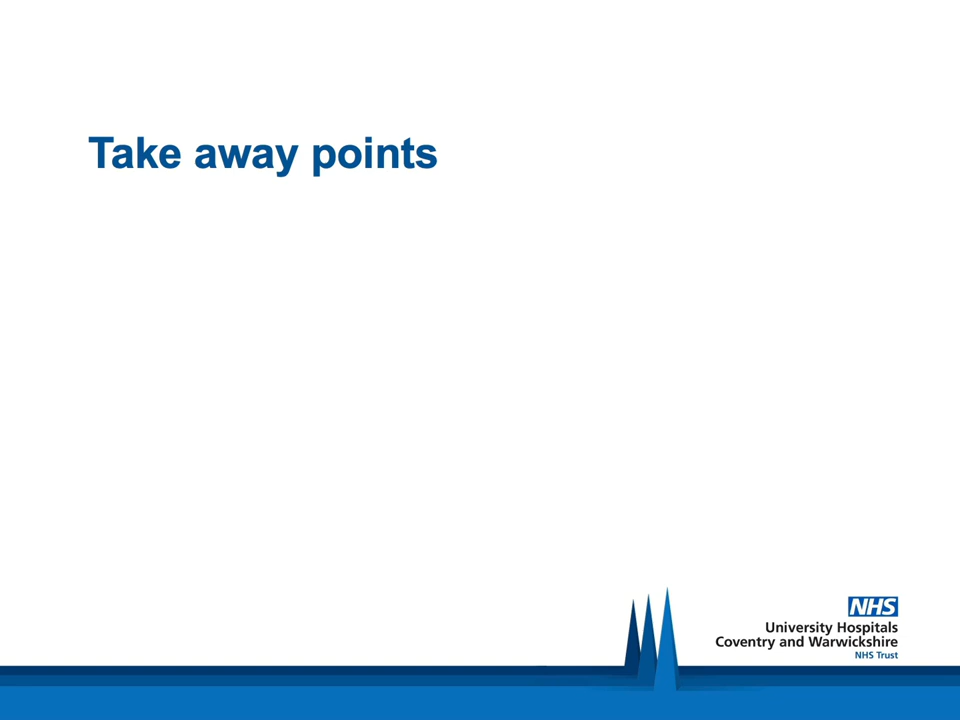 Take away points
NHS
University Hospitals
Coventry and Warwickshire
NHS Trust